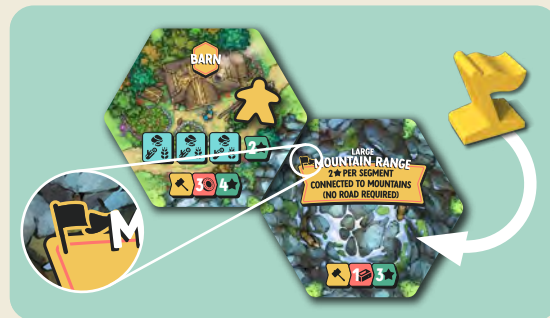 BARN
2
3 4
LARGE
MOUNTAIN RANGE
2★ PER SEGMENT
CONNECTED TO MOUNTAINS
(NO ROAD REQUIRED)
1 3
M